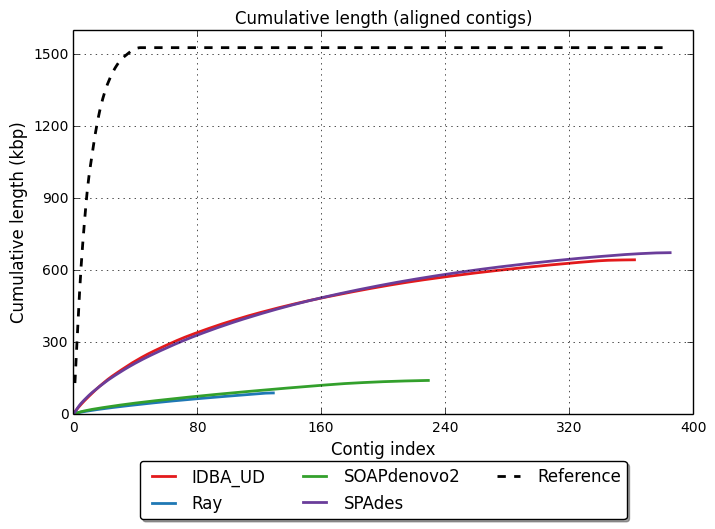 Cumulative length (aligned contigs)
1500
1200
900
600
300
0
Cumulative length (kbp)
0 80 160 240 320 400
Contig index
IDBA_UD SOAPdenovo2 Reference
Ray SPAdes